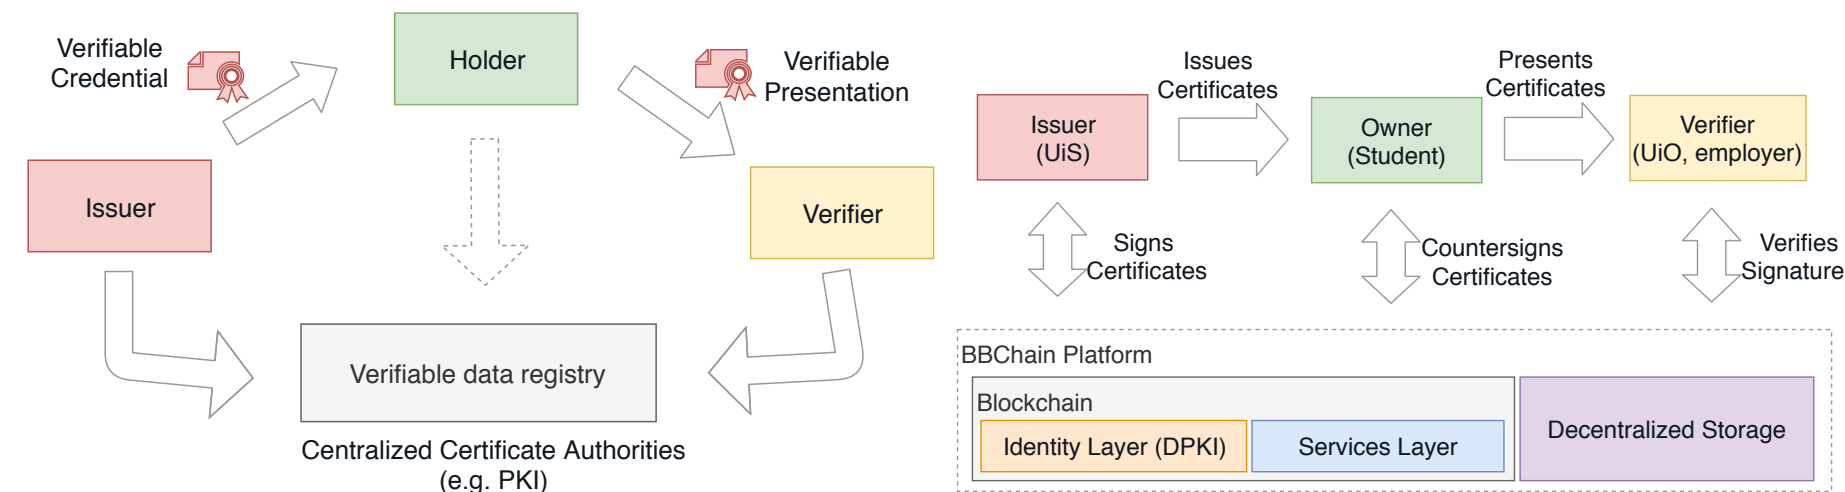 Verifiable
Credential
Holder
Verifiable
Presentation
Issuer
Verifier
Verifiable data registry
Centralized Certificate Authorities
(e.g. PKI)
Issues
Certificates
Presents
Certificates
Issuer
(UiS)
Owner
(Student)
Verifier
(UiO, employer)
Signs
Certificates
Countersigns
Certificates
Verifies
Signature
BBChain Platform
Blockchain
Identity Layer (DPKI)
Services Layer
Decentralized Storage